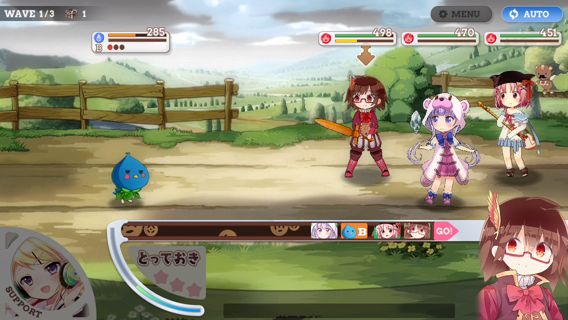 WAVE 1/3
1
MENU
AUTO
285
B
498
470
451
B
GO!
とっておき
SUPPORT